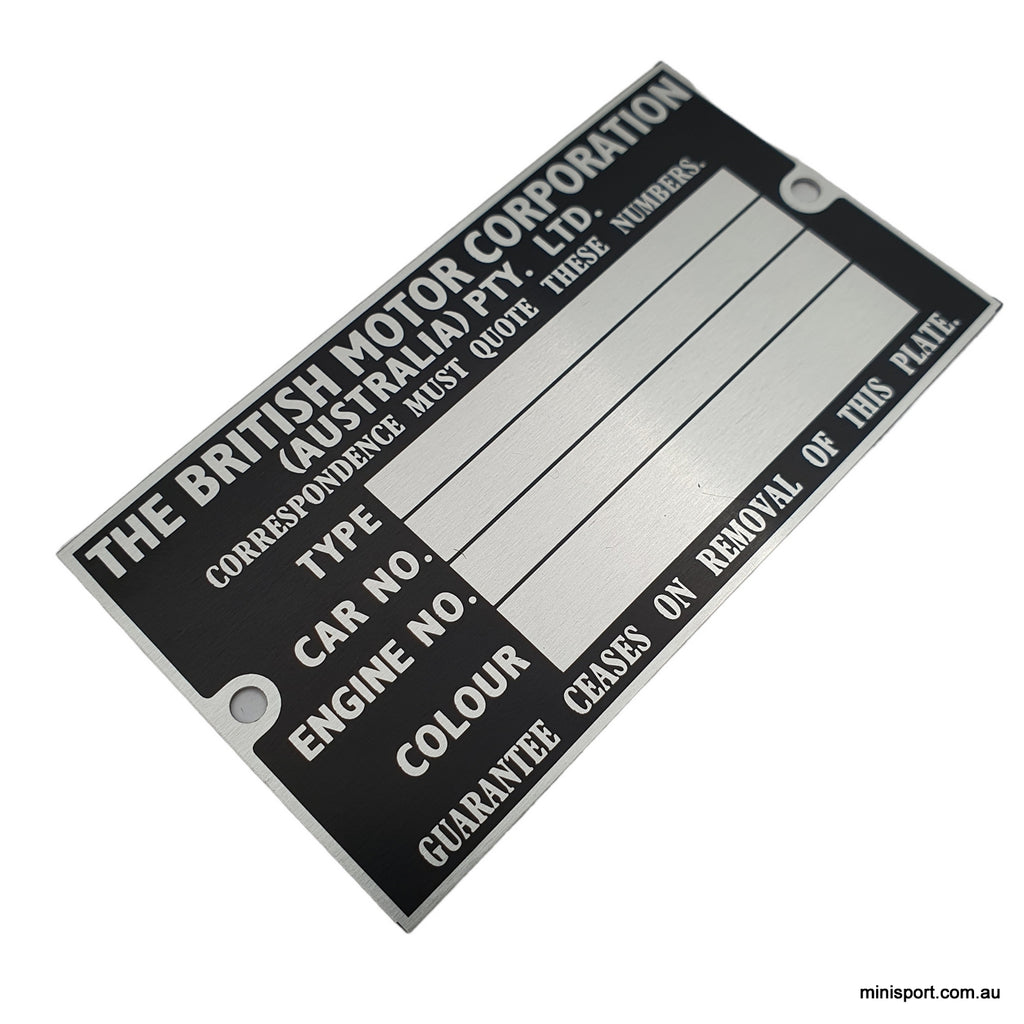 THE BRITISH MOTOR CORPORATION
(AUSTRALIA) PTY. LTD.
CORRESPONDENCE MUST QUOTE THESE NUMBERS.
TYPE
CAR NO.
ENGINE NO.
COLOUR
GUARANTEE CEASES ON REMOVAL OF THIS PLATE.
minisport.com.au